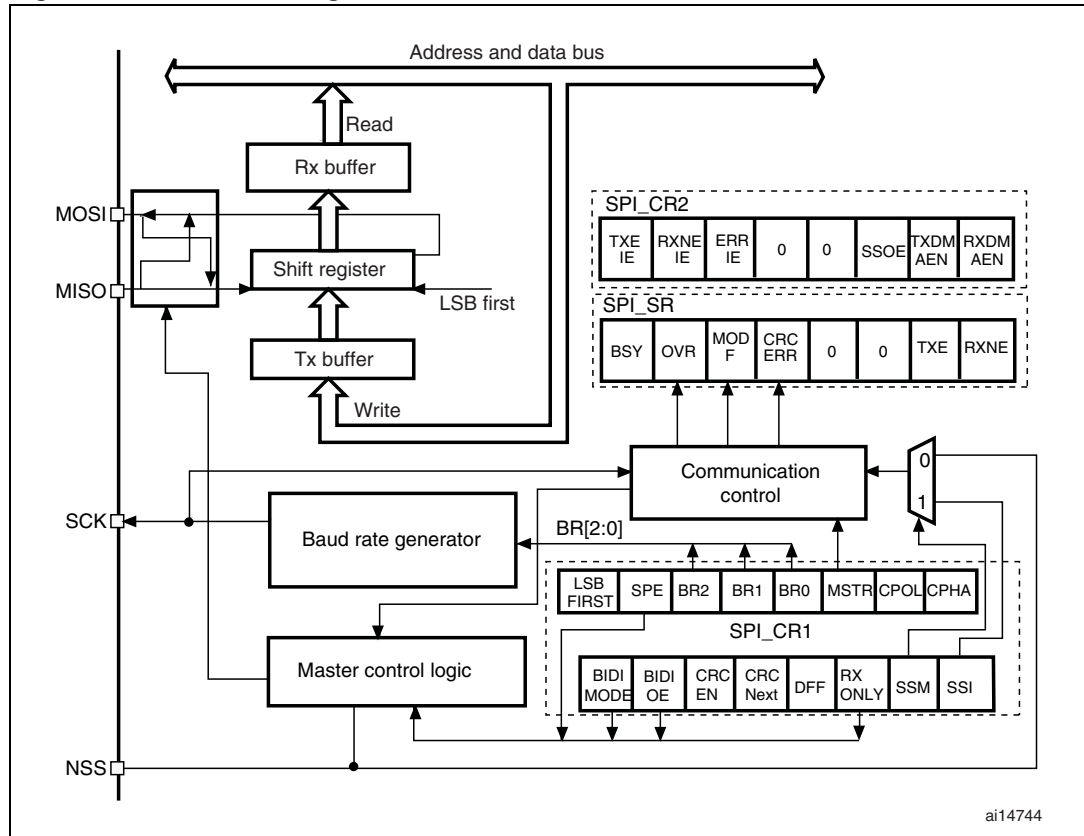 Address and data bus
Read
Rx buffer
MOSI
SPI_CR2
TXE IE
RXNE IE
ERR IE
0
0
SSOE
TXDM AEN
RXDM AEN
Shift register
MISO
LSB first
SPI_SR
BSY
OVR
MOD F
CRC ERR
0
0
TXE
RXNE
Tx buffer
Write
Communication control
0
1
SCK
Baud rate generator
BR[2:0]
LSB FIRST
SPE
BR2
BR1
BR0
MSTR
CPOL
CPHA
SPI_CR1
Master control logic
BIDI MODE
BIDI OE
CRC EN
CRC Next
DFF
RX ONLY
SSM
SSI
NSS
ai14744